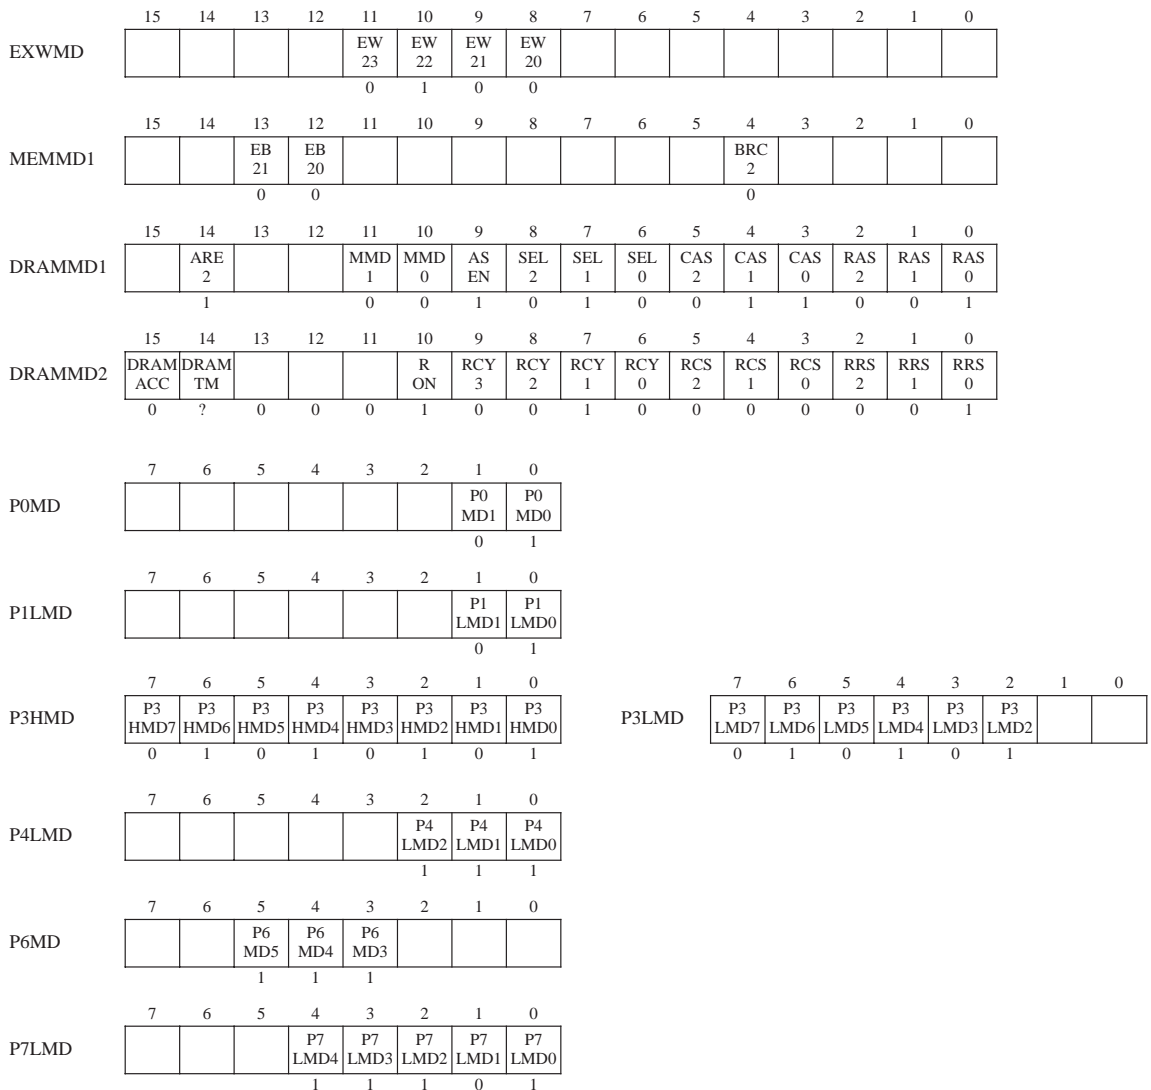 15 14 13 12 11 10 9 8 7 6 5 4 3 2 1 0
EXWMD EW 23 EW 22 EW 21 EW 20
0 1 0 0
15 14 13 12 11 10 9 8 7 6 5 4 3 2 1 0
MEMMD1 EB 21 EB 20 BRC 2
0 0 0
15 14 13 12 11 10 9 8 7 6 5 4 3 2 1 0
DRAMMD1 ARE 2 MMD 1 MMD 0 AS EN SEL 2 SEL 1 SEL 0 CAS 2 CAS 1 CAS 0 RAS 2 RAS 1 RAS 0
1 0 0 1 0 1 0 0 1 1 0 0 1
15 14 13 12 11 10 9 8 7 6 5 4 3 2 1 0
DRAMMD2 DRAM ACC DRAM TM R ON RCY 3 RCY 2 RCY 1 RCY 0 RCS 2 RCS 1 RCS 0 RRS 2 RRS 1 RRS 0
0 ? 0 0 0 1 0 0 1 0 0 0 0 0 0 1
7 6 5 4 3 2 1 0
P0MD P0 MD1 P0 MD0
0 1
7 6 5 4 3 2 1 0
P1LMD P1 LMD1 P1 LMD0
0 1
7 6 5 4 3 2 1 0
P3HMD P3 HMD7 P3 HMD6 P3 HMD5 P3 HMD4 P3 HMD3 P3 HMD2 P3 HMD1 P3 HMD0
0 1 0 1 0 1 0 1
7 6 5 4 3 2 1 0
P3LMD P3 LMD7 P3 LMD6 P3 LMD5 P3 LMD4 P3 LMD3 P3 LMD2
0 1 0 1 0 1
7 6 5 4 3 2 1 0
P4LMD P4 LMD2 P4 LMD1 P4 LMD0
1 1 1
7 6 5 4 3 2 1 0
P6MD P6 MD5 P6 MD4 P6 MD3
1 1 1
7 6 5 4 3 2 1 0
P7LMD P7 LMD4 P7 LMD3 P7 LMD2 P7 LMD1 P7 LMD0
1 1 1 0 1